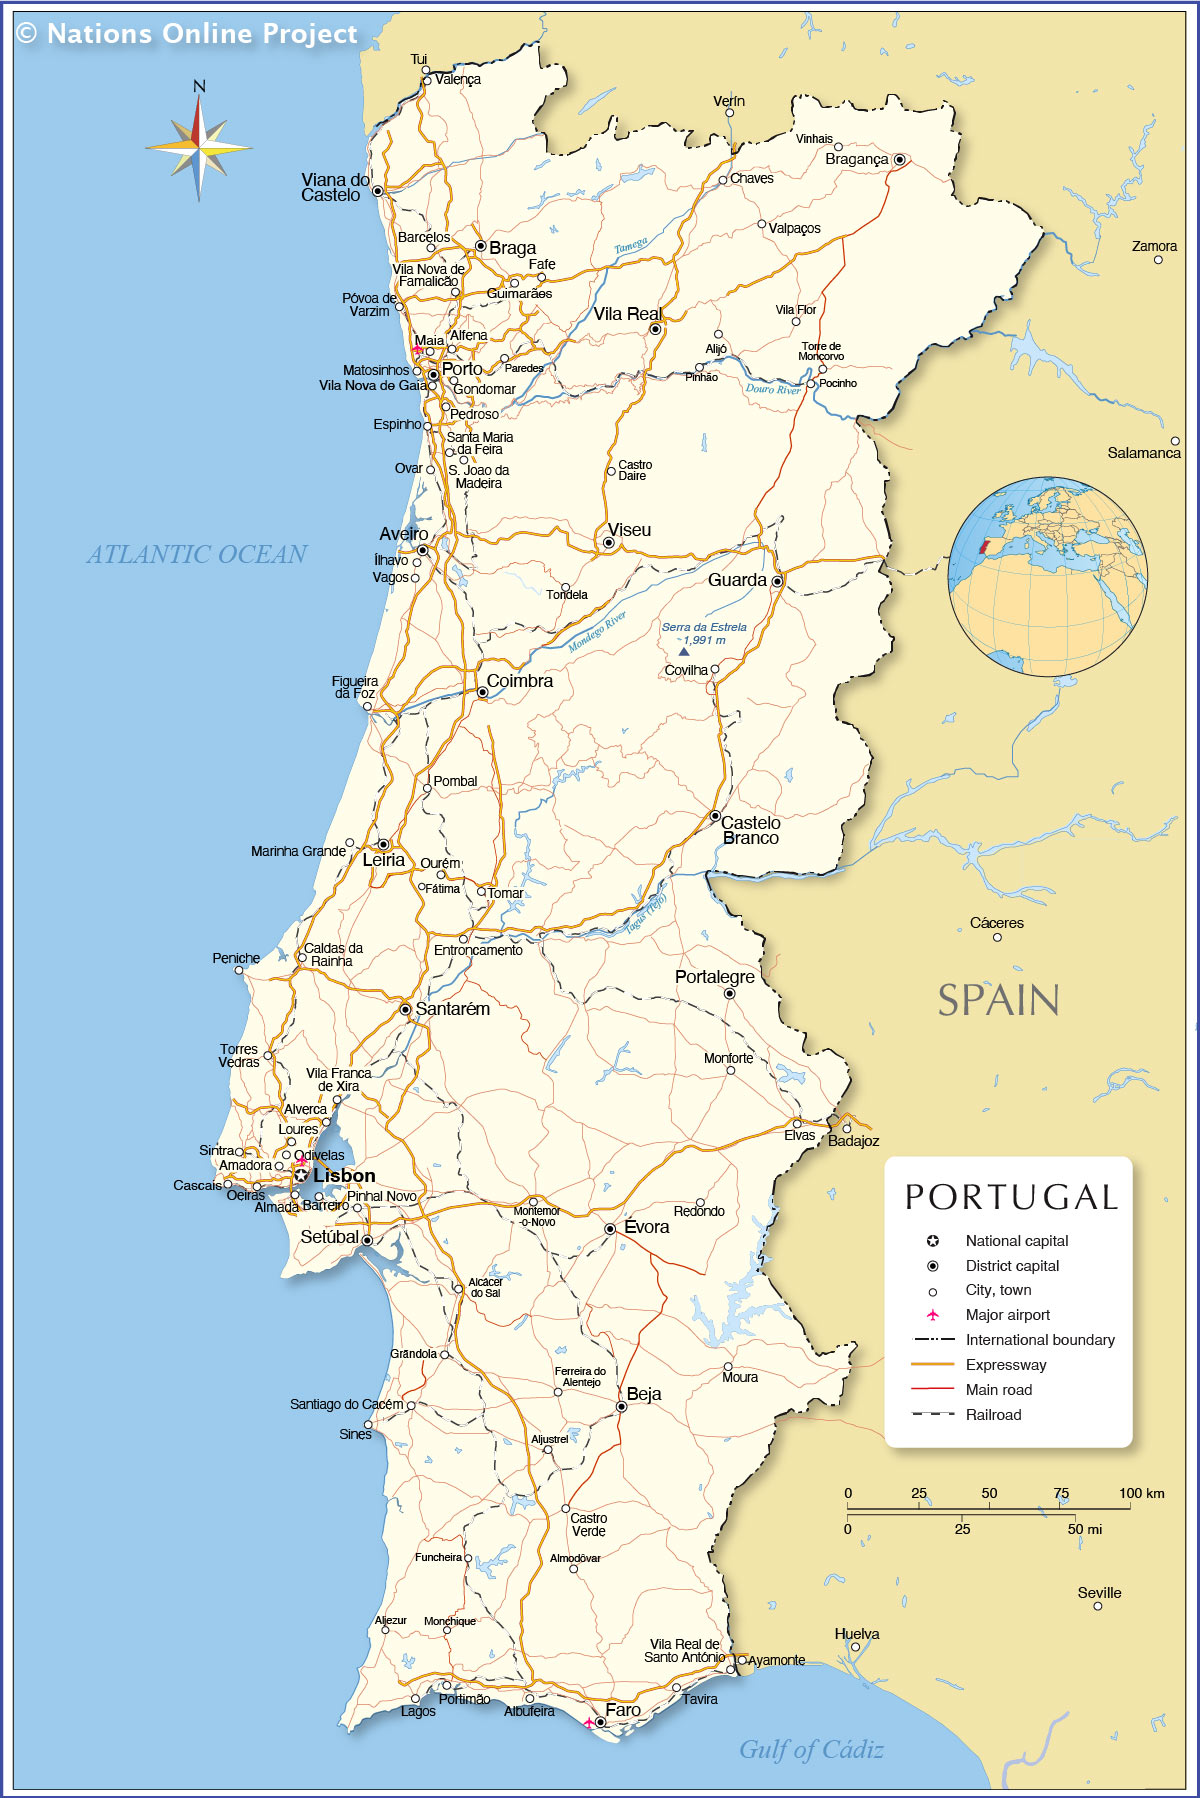 © Nations Online Project
N
Tui
Valença
Verín
Vinhais
Bragança
Viana do
Castelo
Chaves
Valpaços
Zamora
Barcelos
Braga
Tamega
Fafe
Vila Nova de
Famalicão
Guimarães
Póvoa de
Varzim
Vila Real
Vila Flor
Maia
Alfena
Alijó
Torre de
Moncorvo
Matosinhos
Porto
Paredes
Pinhão
Pocinho
Vila Nova de Gaia
Gondomar
Douro River
Pedroso
Espinho
Santa Maria
da Feira
Salamanca
Ovar
S. Joao da
Madeira
Castro
Daire
Aveiro
Viseu
ATLANTIC OCEAN
Ílhavo
Vagos
Guarda
Tondela
Mondego River
Serra da Estrela
1,991 m
Covilha
Figueira
da Foz
Coimbra
Pombal
Castelo
Branco
Marinha Grande
Leiria
Ourém
Fátima
Tomar
Tagus (Tejo)
Cáceres
Entroncamento
Caldas da
Rainha
Peniche
Portalegre
SPAIN
Santarém
Torres
Vedras
Monforte
Vila Franca
de Xira
Alverca
Loures
Elvas
Badajoz
Sintra
Odivelas
Amadora
Lisbon
Cascais
Oeiras
Almada
Barreiro
Pinhal Novo
Montemor
-o-Novo
Redondo
Évora
Setúbal
Alcácer
do Sal
Grândola
Ferreira do
Alentejo
Moura
Beja
Santiago do Cacém
Sines
Aljustrel
Castro
Verde
Funcheira
Almodôvar
Aljezur
Monchique
Seville
Huelva
Vila Real de
Santo António
Ayamonte
Lagos
Portimão
Albufeira
Tavira
Faro
Gulf of Cádiz
PORTUGAL
National capital
District capital
City, town
Major airport
International boundary
Expressway
Main road
Railroad
0 25 50 75 100 km
0 25 50 mi